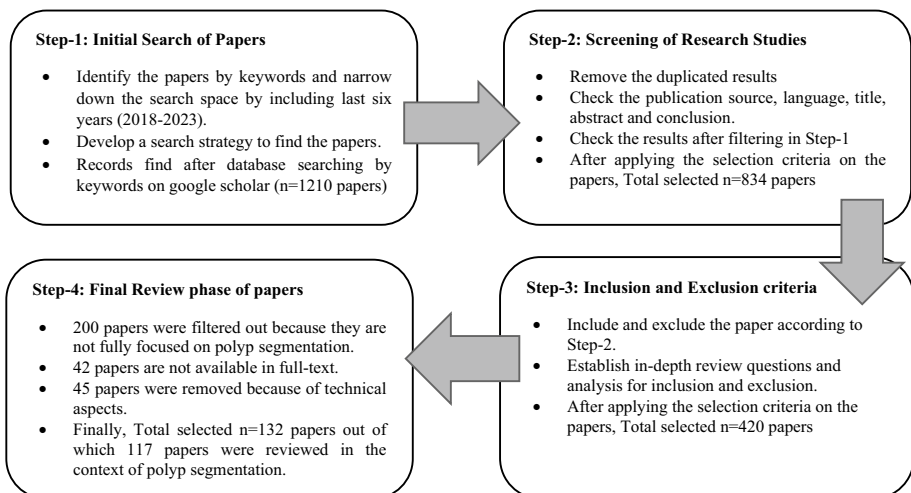 Step-1: Initial Search of Papers
• Identify the papers by keywords and narrow
down the search space by including last six
years (2018-2023).
• Develop a search strategy to find the papers.
• Records find after database searching by
keywords on google scholar (n=1210 papers)
Step-2: Screening of Research Studies
• Remove the duplicated results
• Check the publication source, language, title,
abstract and conclusion.
• Check the results after filtering in Step-1
• After applying the selection criteria on the
papers, Total selected n=834 papers
Step-3: Inclusion and Exclusion criteria
• Include and exclude the paper according to
Step-2.
• Establish in-depth review questions and
analysis for inclusion and exclusion.
• After applying the selection criteria on the
papers, Total selected n=420 papers
Step-4: Final Review phase of papers
• 200 papers were filtered out because they are
not fully focused on polyp segmentation.
• 42 papers are not available in full-text.
• 45 papers were removed because of technical
aspects.
• Finally, Total selected n=132 papers out of
which 117 papers were reviewed in the
context of polyp segmentation.